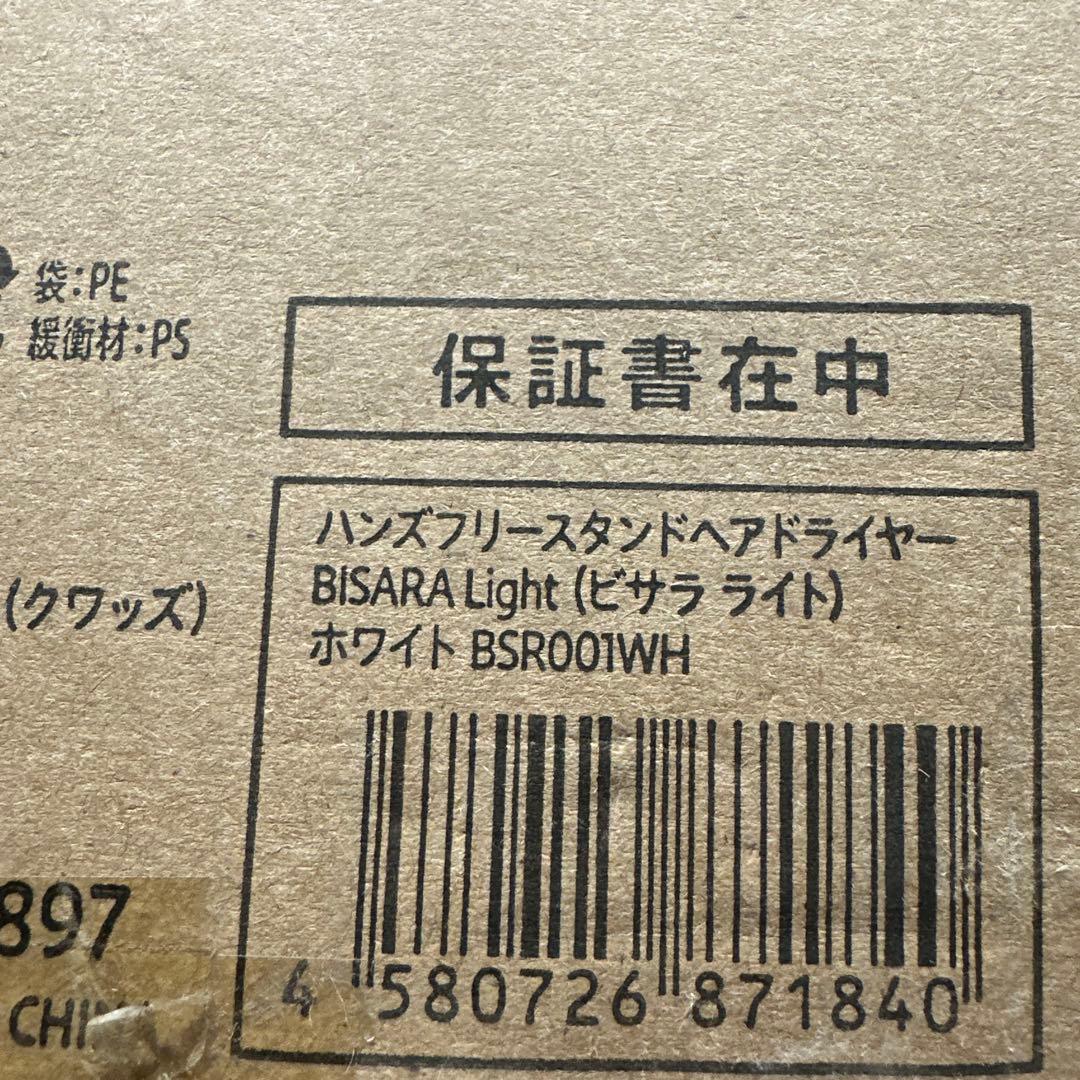 袋:PE
緩衝材:PS
保証書在中
ハンズフリースタンドヘアドライヤー
BISARA Light (ビサラ ライト)
(クワッズ)
ホワイト BSR001WH
897
4 580726 871840